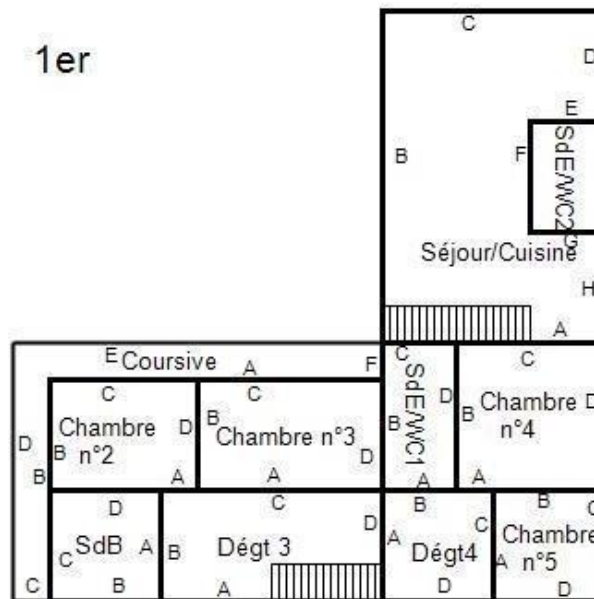 1er
C
D
E
B
F
SdE/WC2
G
Séjour/Cuisine
H
A
E
Coursive
A
F
C
SdE/WC1
D
B
A
C
B
Chambre
n°4
D
A
C
Chambre
n°2
D
B
A
C
B
Chambre n°3
D
A
D
B
C
D
SdB
A
C
B
C
D
B
Dégt 3
A
B
C
A
Dégt4
D
B
C
Chambre
n°5
A
D